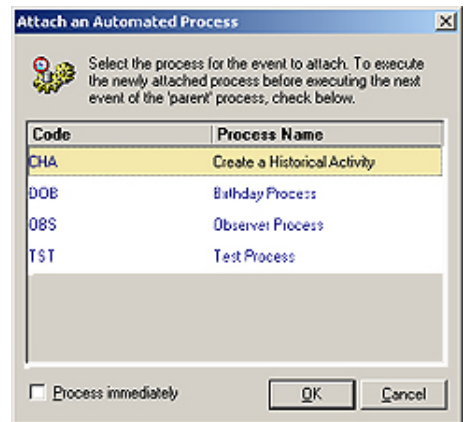 Attach an Automated Process
Select the process for the event to attach. To execute
the newly attached process before executing the next
event of the 'parent' process, check below.
Code Process Name
CHA Create a Historical Activity
DOB Birthday Process
OBS Observer Process
TST Test Process
Process immediately OK Cancel